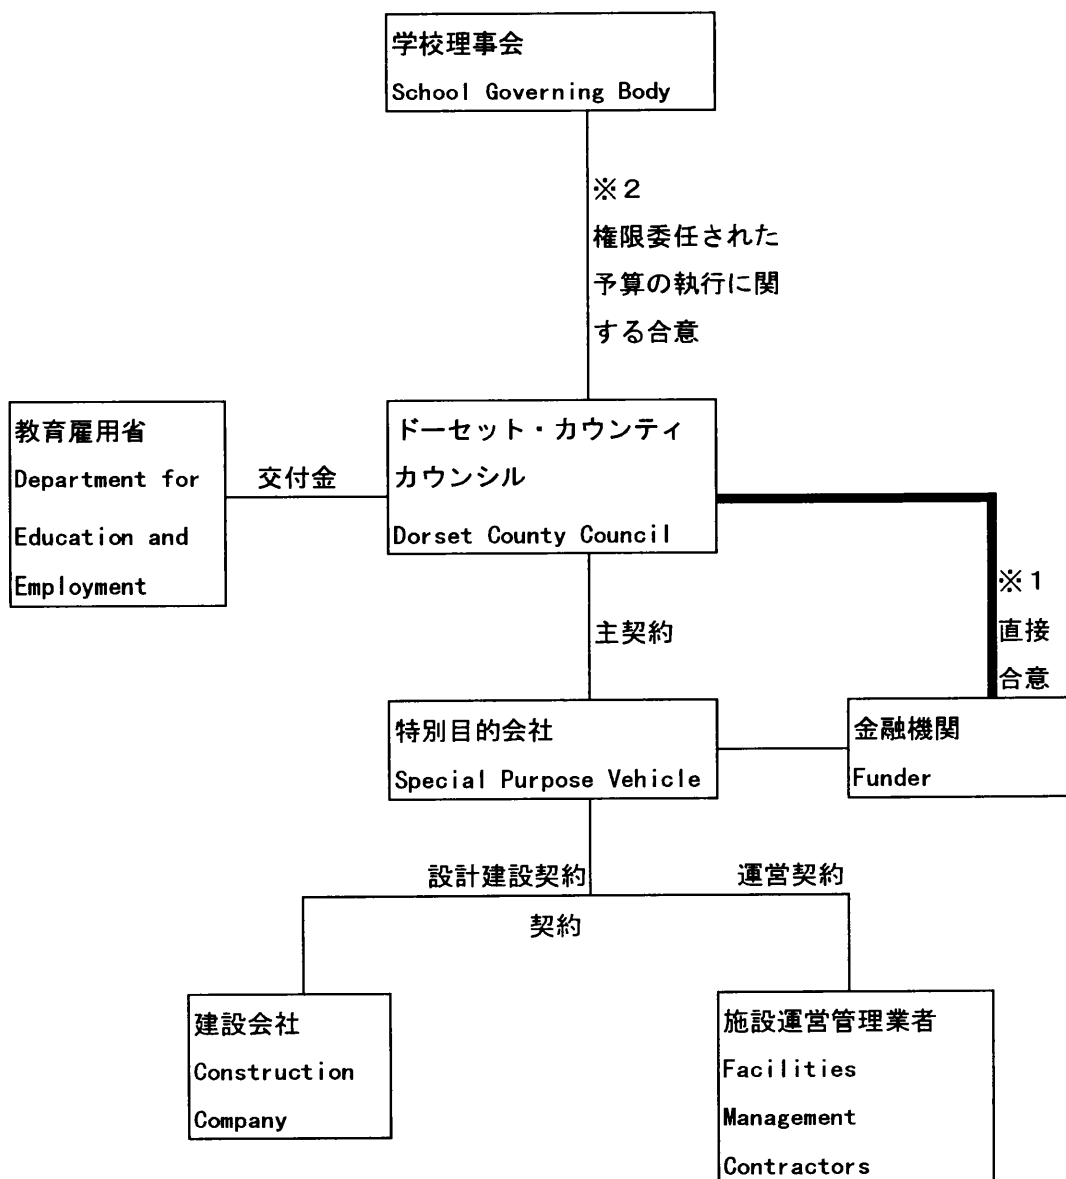 学校理事会
School Governing Body
※２
権限委任された
予算の執行に関
する合意
教育雇用省
Department for
Education and
Employment
交付金
ドーセット・カウンティ
カウンシル
Dorset County Council
※１
直接
合意
主契約
特別目的会社
Special Purpose Vehicle
金融機関
Funder
設計建設契約
運営契約
契約
建設会社
Construction
Company
施設運営管理業者
Facilities
Management
Contractors